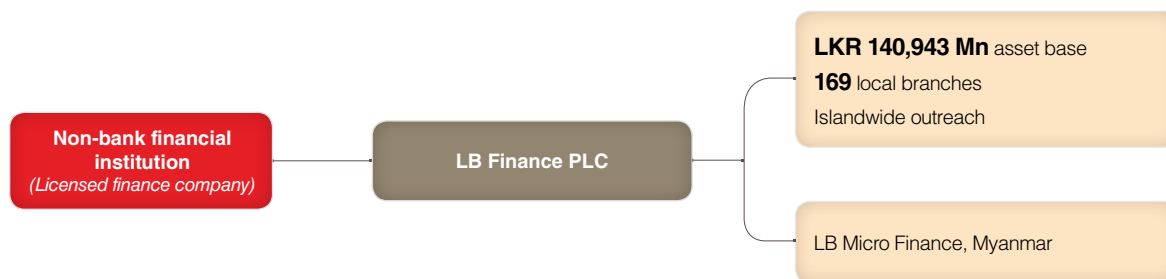 Non-bank financial
institution
(Licensed finance company)
LB Finance PLC
LKR 140,943 Mn asset base
169 local branches
Islandwide outreach
LB Micro Finance, Myanmar